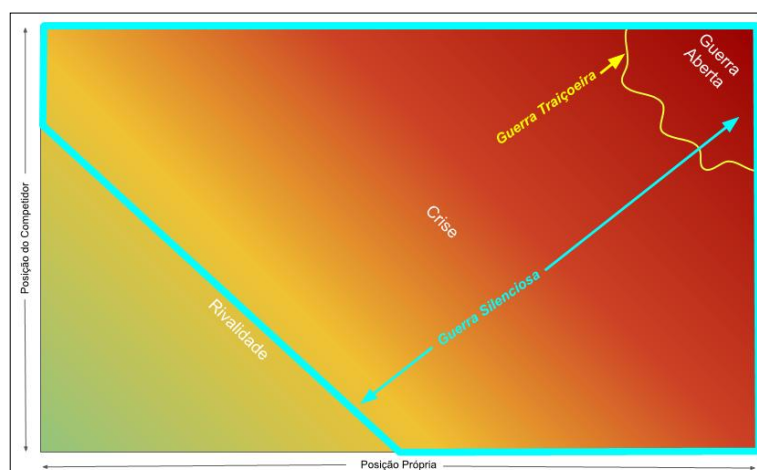 Guerra
Aberta
Guerra Traiçoeira
Crise
Guerra Silenciosa
Rivalidade
Posição do Competidor
Posição Própria